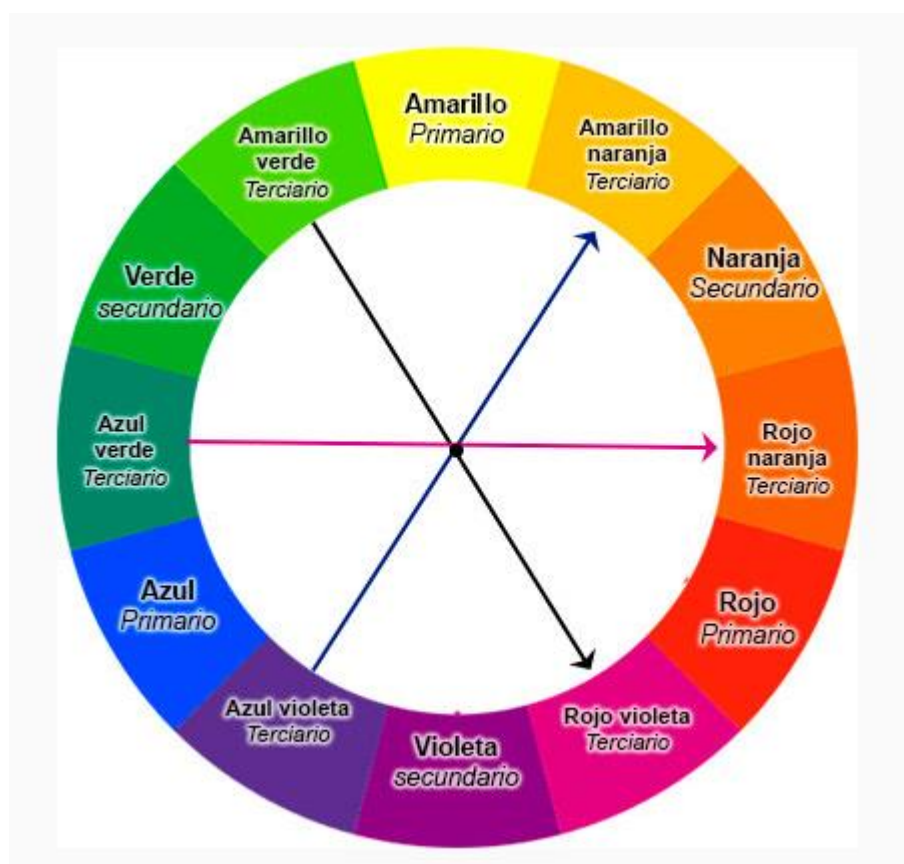 Amarillo
Primario
Amarillo
naranja
Terciario
Naranja
Secundario
Rojo
naranja
Terciario
Rojo
Primario
Rojo violeta
Terciario
Violeta
secundario
Azul violeta
Terciario
Azul
Primario
Azul
verde
Terciario
Verde
secundario
Amarillo
verde
Terciario